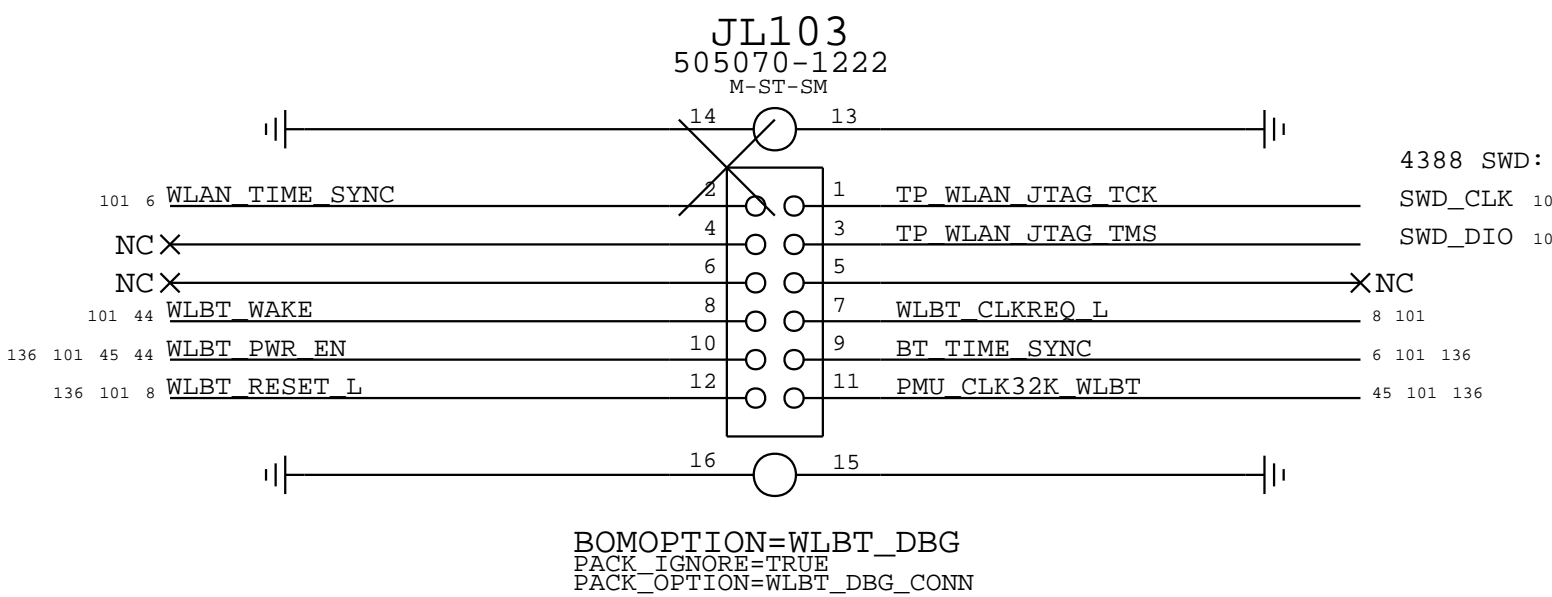 JL103
505070-1222
M-ST-SM
14 13
4388 SWD:
101 6 WLAN_TIME_SYNC 2 1 TP_WLAN_JTAG_TCK SWD_CLK 10
NC 4 3 TP_WLAN_JTAG_TMS SWD_DIO 10
NC 6 5 NC
101 44 WLBT_WAKE 8 7 WLBT_CLKREQ_L 8 101
136 101 45 44 WLBT_PWR_EN 10 9 BT_TIME_SYNC 6 101 136
136 101 8 WLBT_RESET_L 12 11 PMU_CLK32K_WLBT 45 101 136
16 15
BOMOPTION=WLBT_DBG
PACK_IGNORE=TRUE
PACK_OPTION=WLBT_DBG_CONN